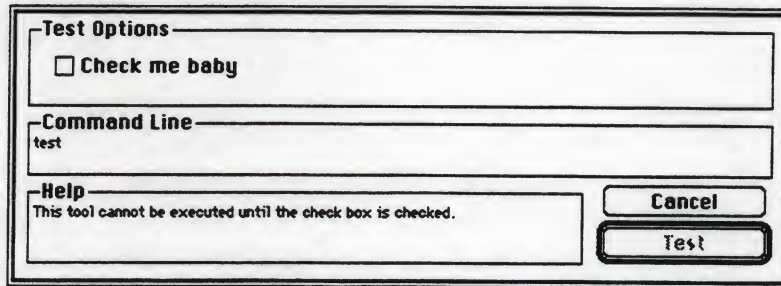 Test Options
Check me baby
Command Line
test
Help
This tool cannot be executed until the check box is checked.
Cancel
Test